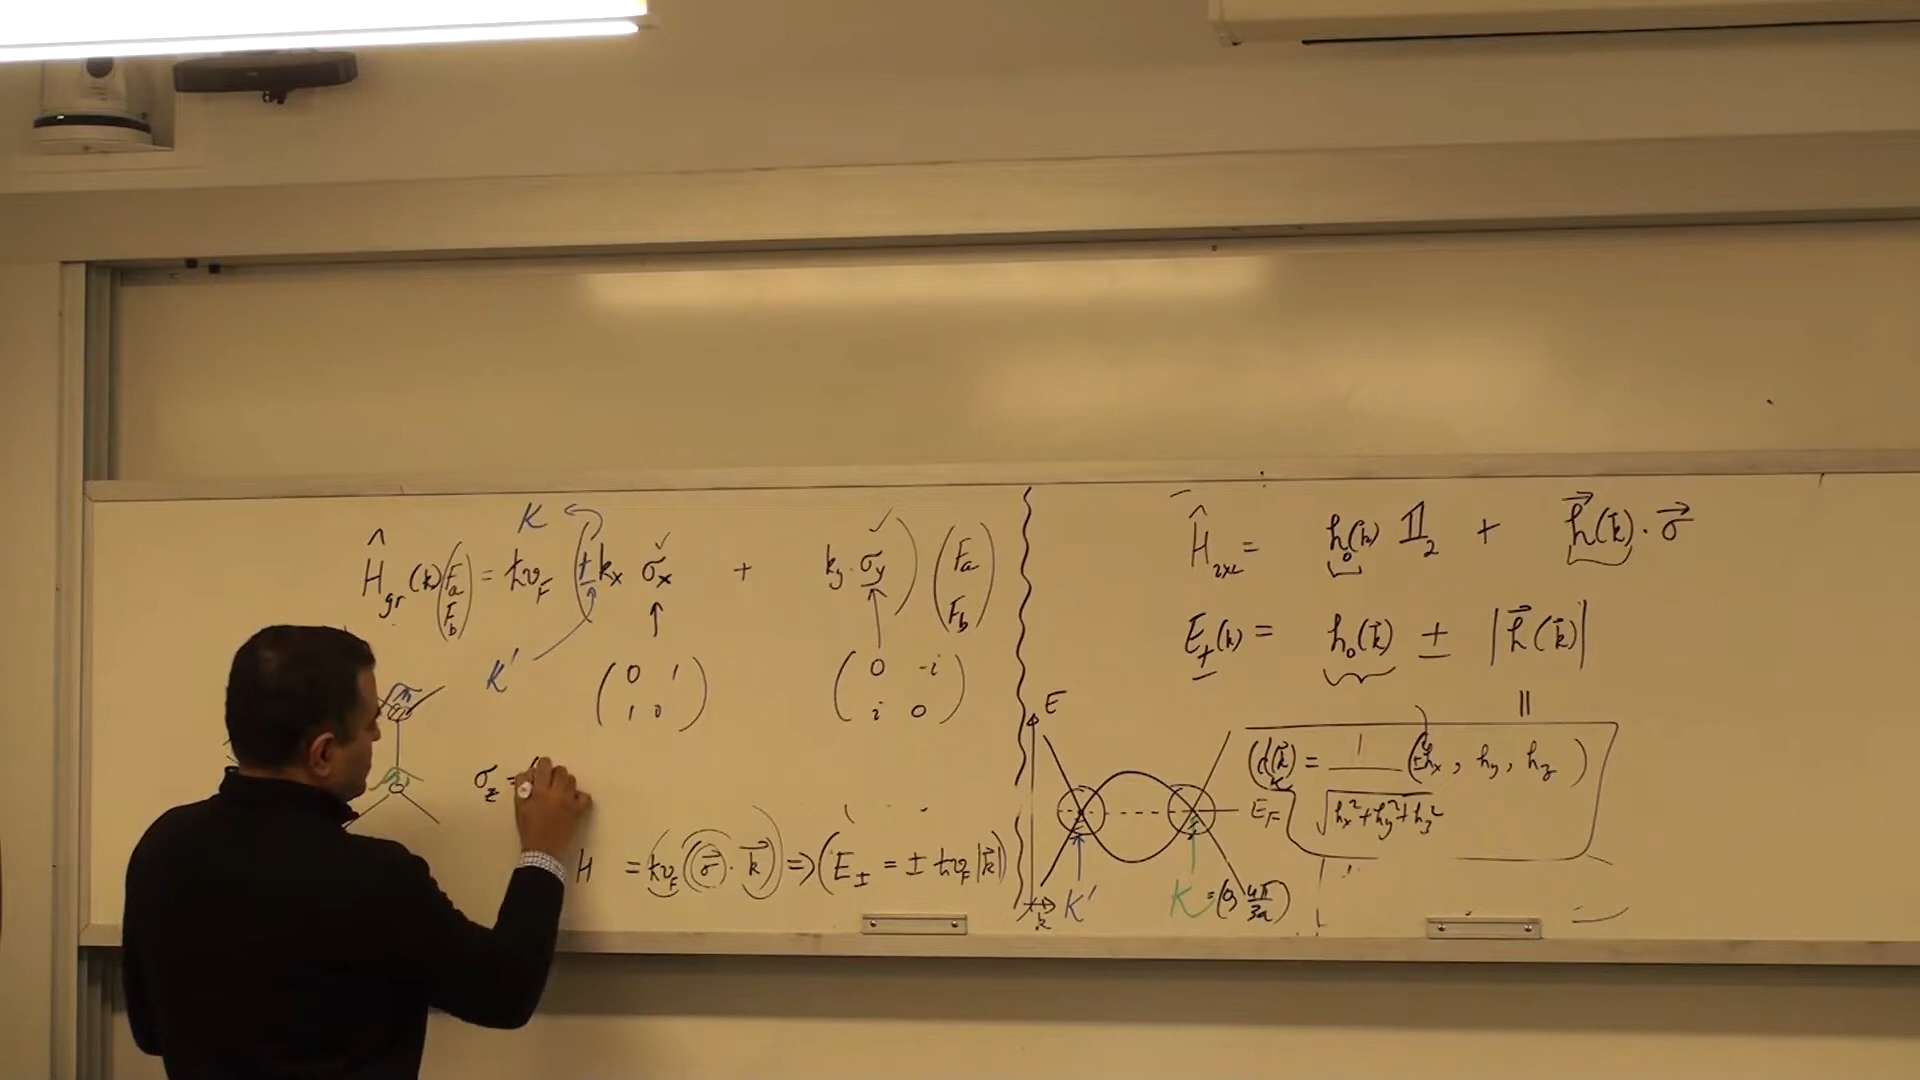 K
Ĥ_gr(k) (F_a F_b) = ħv_F (± k_x σ_x + k_y · σ_y) (F_a F_b)
K'
(0 1
1 0)
(0 -i
i 0)
σ_z = (
H = ħv_F (σ⃗ · k⃗) ⇒ (E_± = ± ħv_F |k⃗|)
Ĥ_2x2 = h_0(k) 𝟙_2 + h⃗(k⃗) · σ⃗
E_±(k) = h_0(k⃗) ± |h⃗(k⃗)|
||
E
E_F
k
K'
K = (0, 4π/3a)
(d(k⃗) = 1/√(h_x² + h_y² + h_z²) (± h_x, h_y, h_z)
K